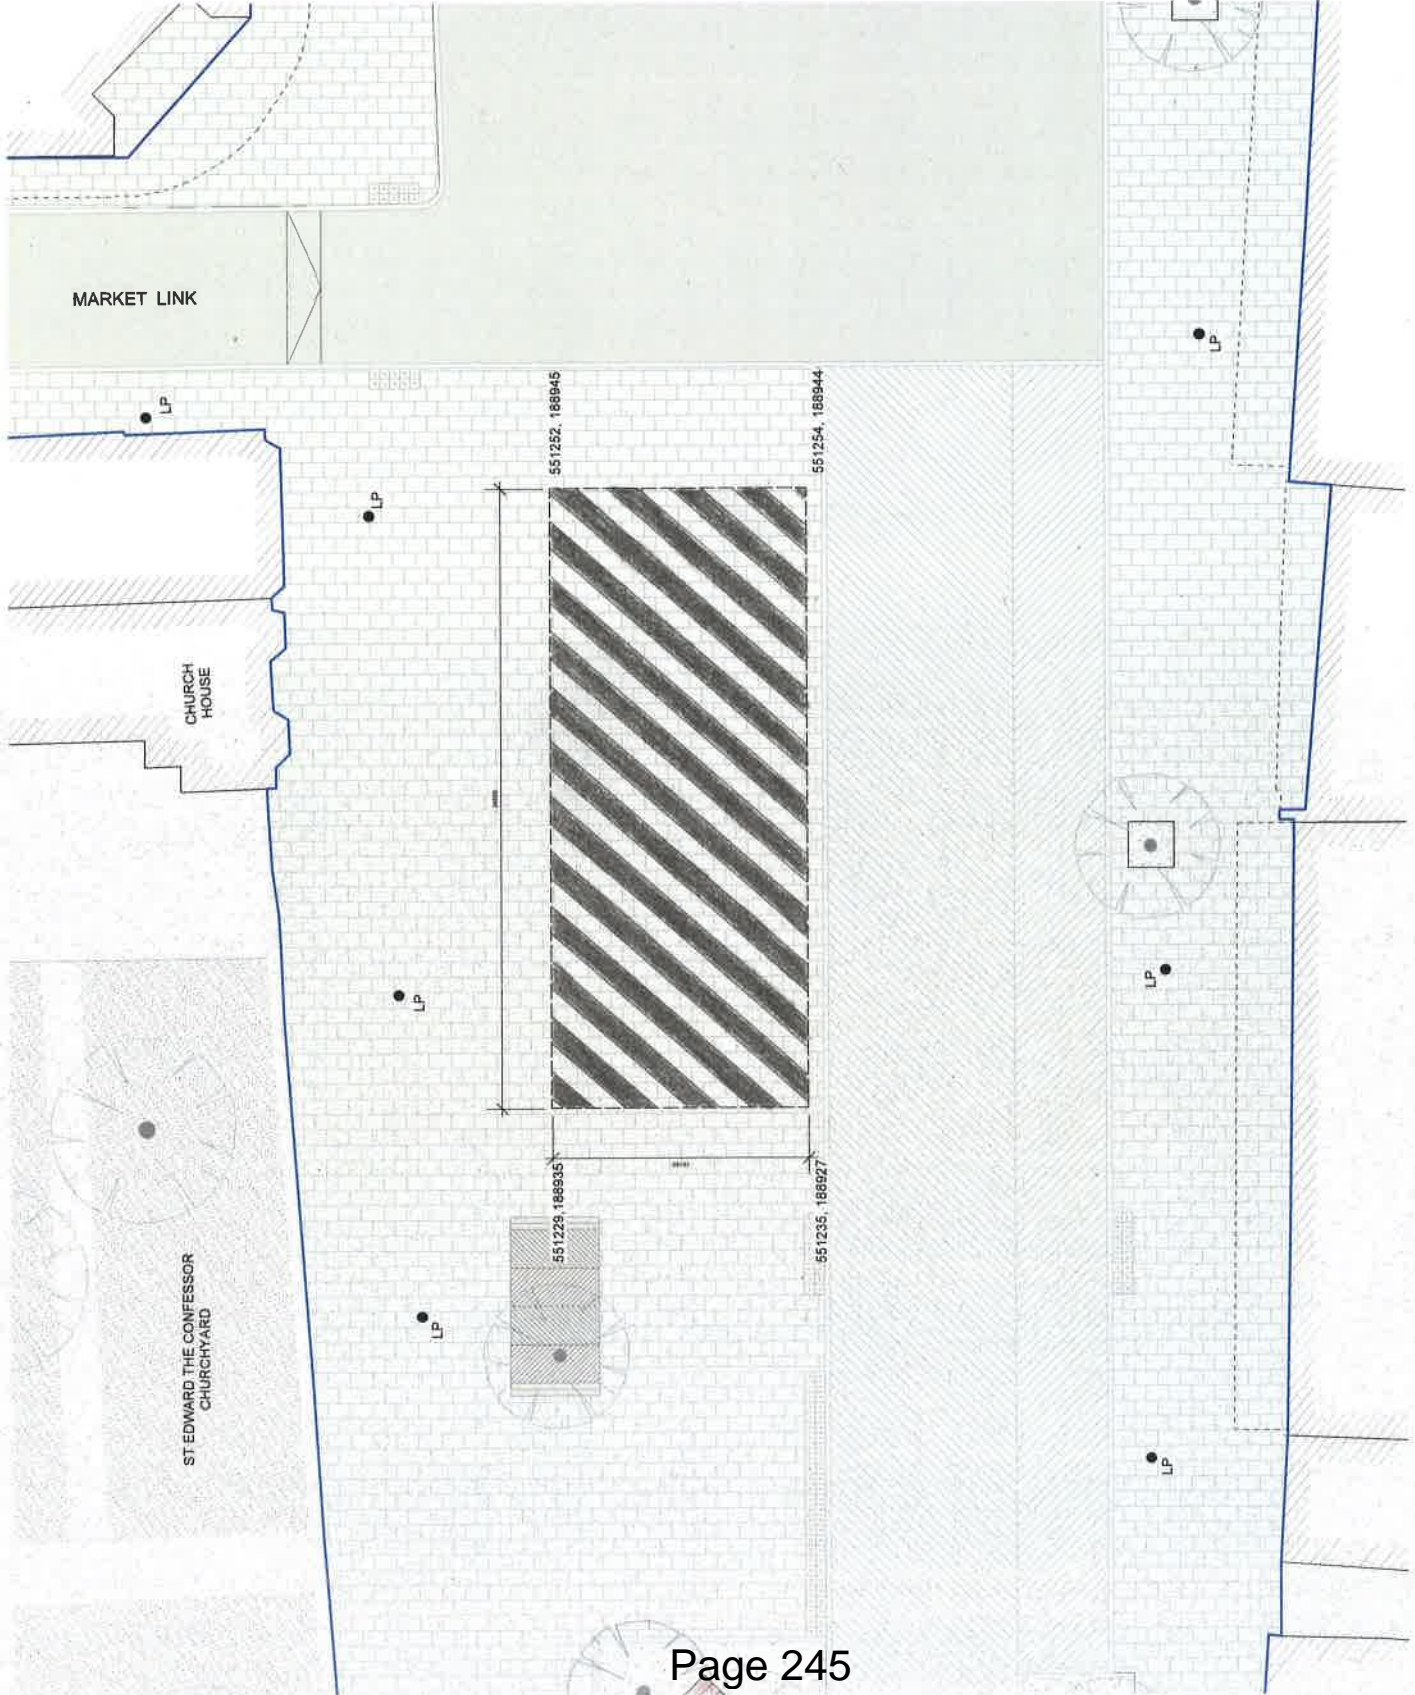 MARKET LINK
LP
LP
LP
551252, 188945
551254, 188944
CHURCH
HOUSE
LP
LP
551229,188935
551235, 188927
ST EDWARD THE CONFESSOR
CHURCHYARD
LP
LP
Page 245